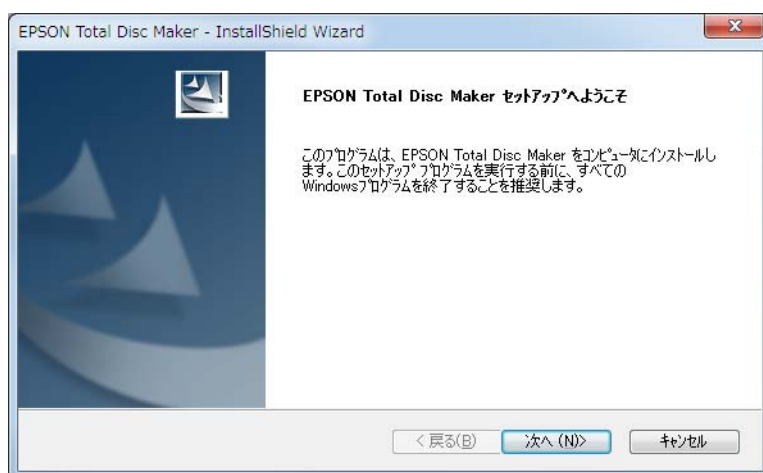 EPSON Total Disc Maker - InstallShield Wizard
EPSON Total Disc Maker ｾｯﾄｱｯﾌﾟへようこそ
このﾌﾟﾛｸﾞﾗﾑは、EPSON Total Disc Maker をｺﾝﾋﾟｭｰﾀにｲﾝｽﾄｰﾙし
ます。このｾｯﾄｱｯﾌﾟ ﾌﾟﾛｸﾞﾗﾑを実行する前に、すべての
Windowsﾌﾟﾛｸﾞﾗﾑを終了することを推奨します。
< 戻る(B)
次へ (N)>
ｷｬﾝｾﾙ